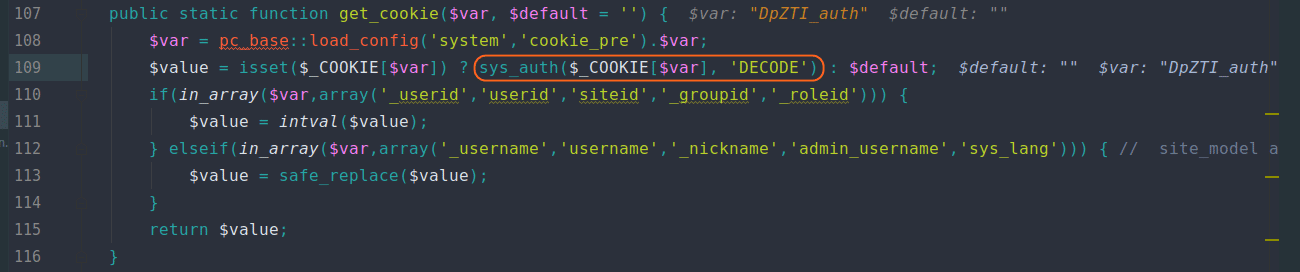 107 public static function get_cookie($var, $default = '') { $var: "DpZTI_auth" $default: ""
108 $var = pc_base::load_config('system','cookie_pre').$var;
109 $value = isset($_COOKIE[$var]) ? sys_auth($_COOKIE[$var], 'DECODE') : $default; $default: "" $var: "DpZTI_auth"
110 if(in_array($var,array('_userid','userid','siteid','_groupid','_roleid'))) {
111 $value = intval($value);
112 } elseif(in_array($var,array('_username','username','_nickname','admin_username','sys_lang'))) { // site_model a
113 $value = safe_replace($value);
114 }
115 return $value;
116 }